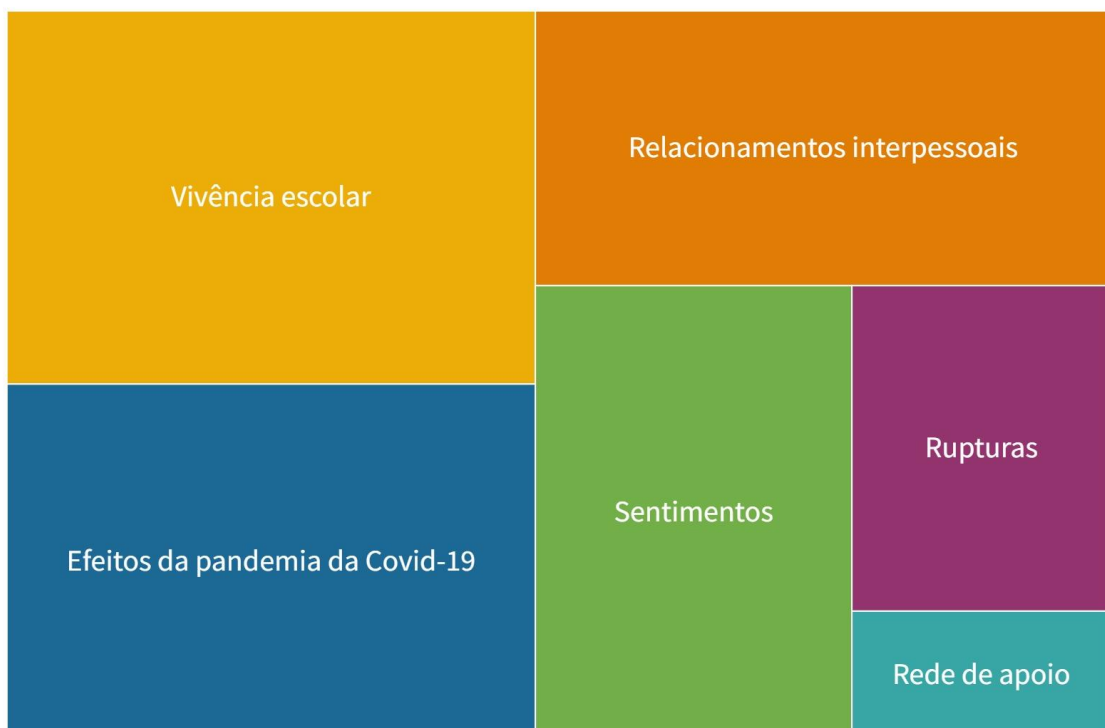 Vivência escolar
Relacionamentos interpessoais
Efeitos da pandemia da Covid-19
Sentimentos
Rupturas
Rede de apoio